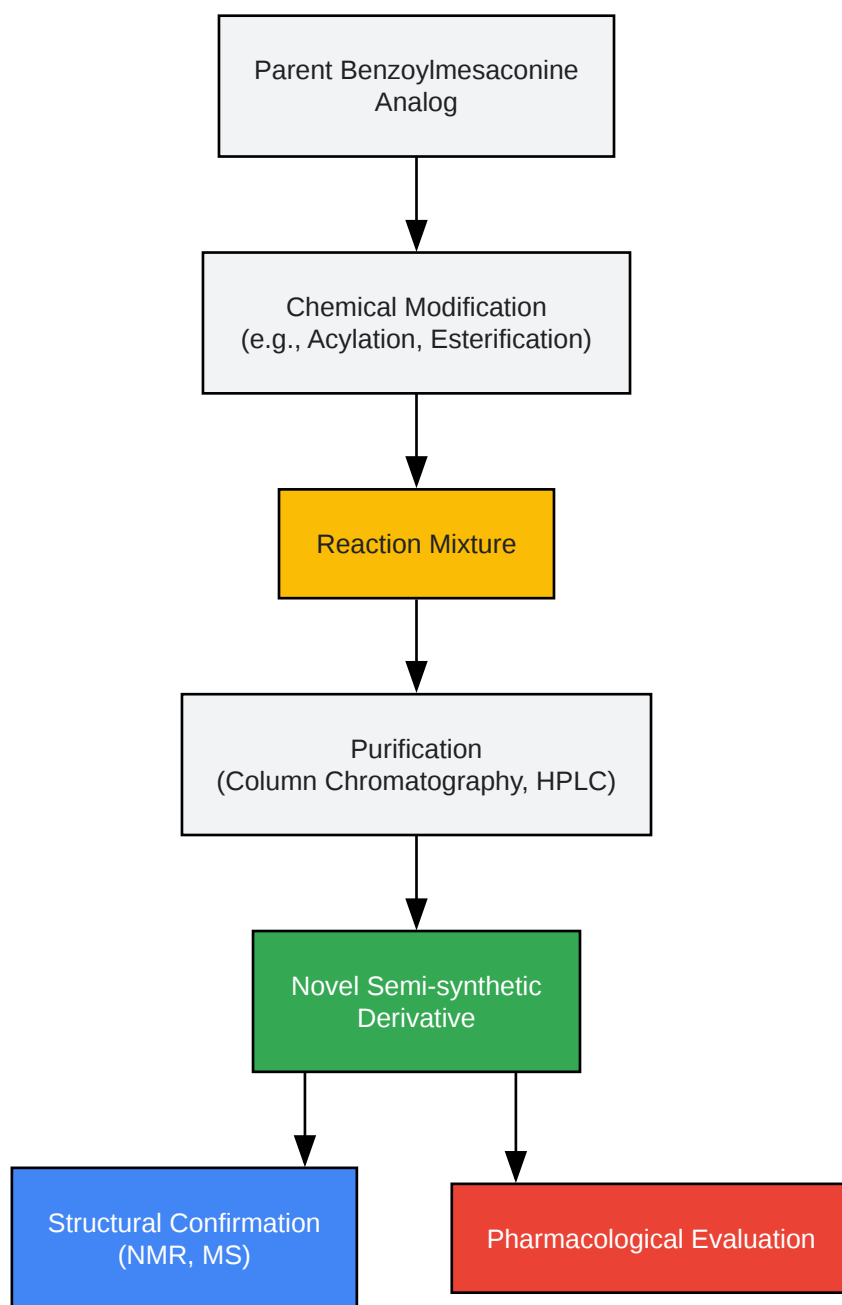 Parent Benzoylmesaconine
Analog
Chemical Modification
(e.g., Acylation, Esterification)
Reaction Mixture
Purification
(Column Chromatography, HPLC)
Novel Semi-synthetic
Derivative
Structural Confirmation
(NMR, MS)
Pharmacological Evaluation